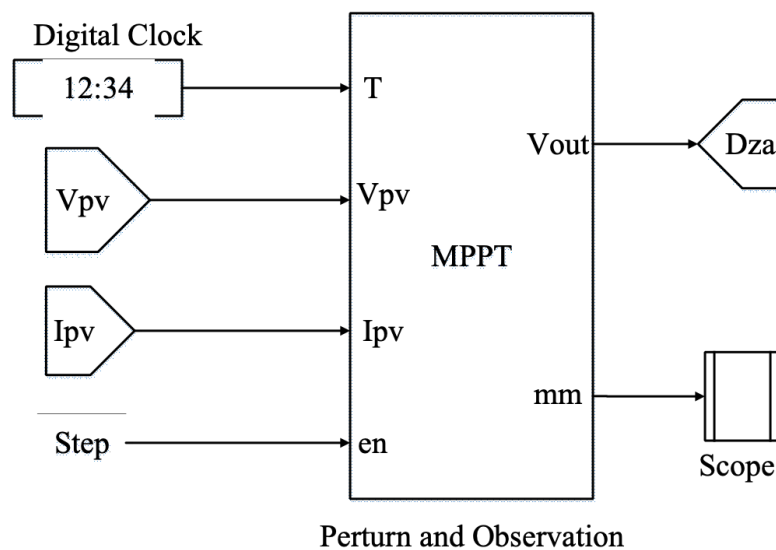 Digital Clock
12:34
T
Vout
Dza
Vpv
Vpv
MPPT
Ipv
Ipv
mm
Step
en
Scope
Perturn and Observation